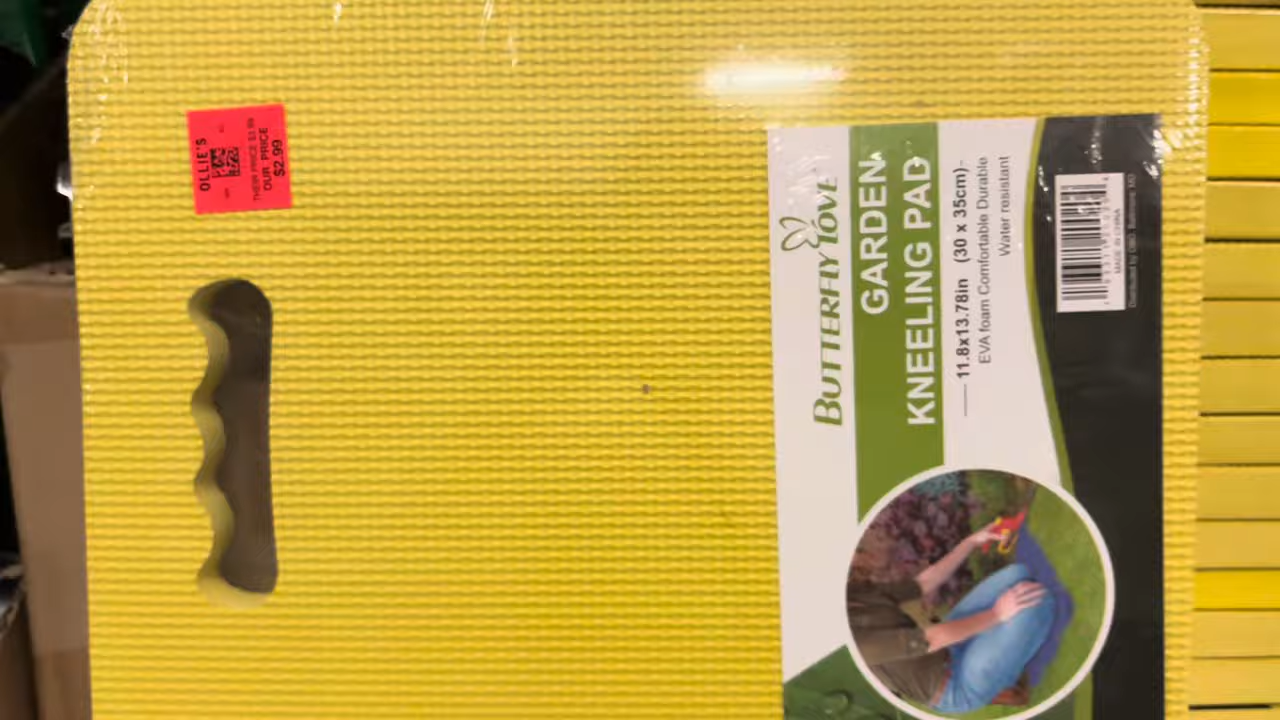 OLLIE'S
THEIR PRICE $3.99
OUR PRICE
$2.99
BUTTERFLY LOVE
GARDEN
KNEELING PAD
11.8x13.78in (30 x 35cm)
EVA foam Comfortable Durable
Water resistant
MADE IN CHINA